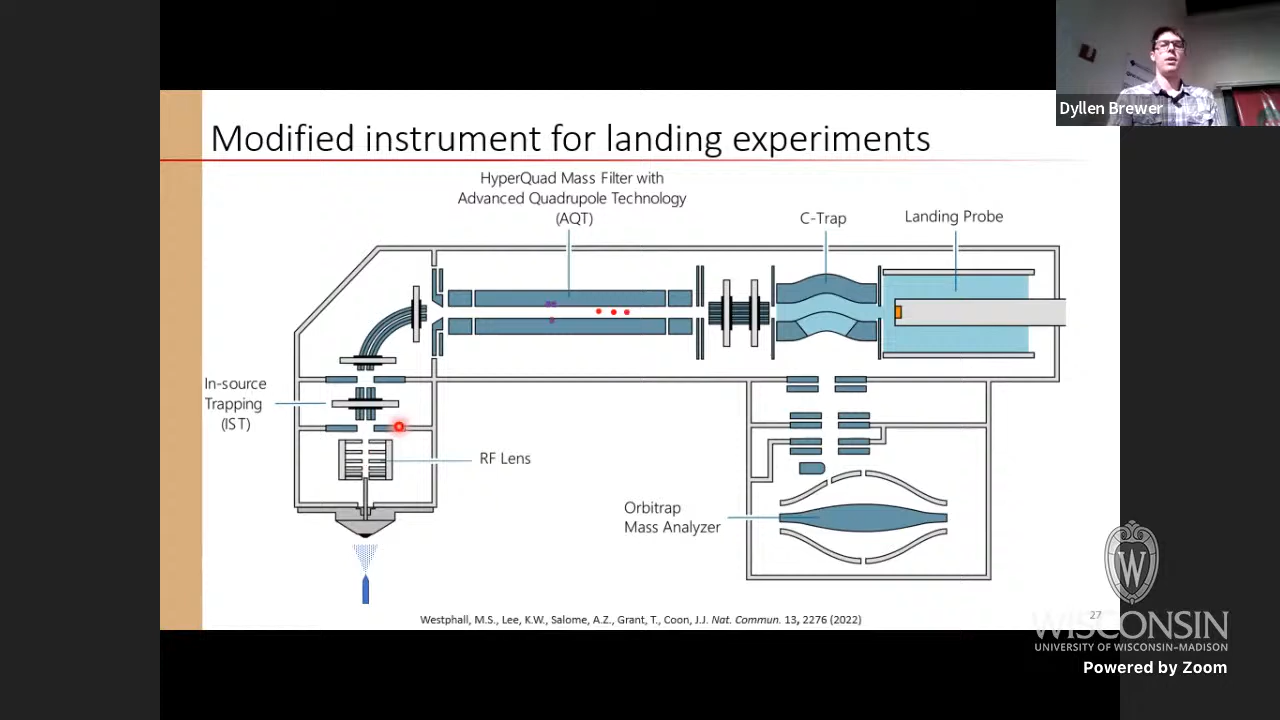 Dyllen Brewer
Modified instrument for landing experiments
HyperQuad Mass Filter with
Advanced Quadrupole Technology
(AQT)
C-Trap
Landing Probe
In-source
Trapping
(IST)
RF Lens
Orbitrap
Mass Analyzer
Westphall, M.S., Lee, K.W., Salome, A.Z., Grant, T., Coon, J.J. Nat. Commun. 13, 2276 (2022)
27
W
WISCONSIN
UNIVERSITY OF WISCONSIN–MADISON
Powered by Zoom